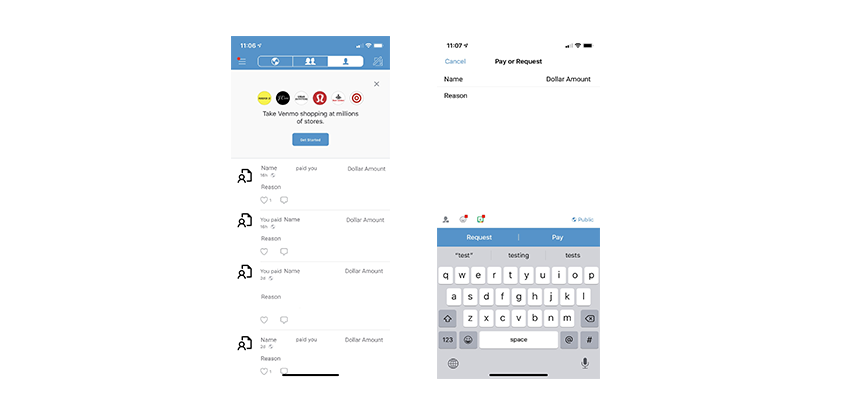 11:06
Take Venmo shopping at millions
of stores.
Get Started
Name paid you Dollar Amount
16h
Reason
1
You paid Name Dollar Amount
16h
Reason
You paid Name Dollar Amount
2d
Reason
Name paid you Dollar Amount
2d
Reason
1
11:07
Cancel Pay or Request
Name Dollar Amount
Reason
Public
Request | Pay
"test" testing tests
q w e r t y u i o p
a s d f g h j k l
z x c v b n m
123 space @ #